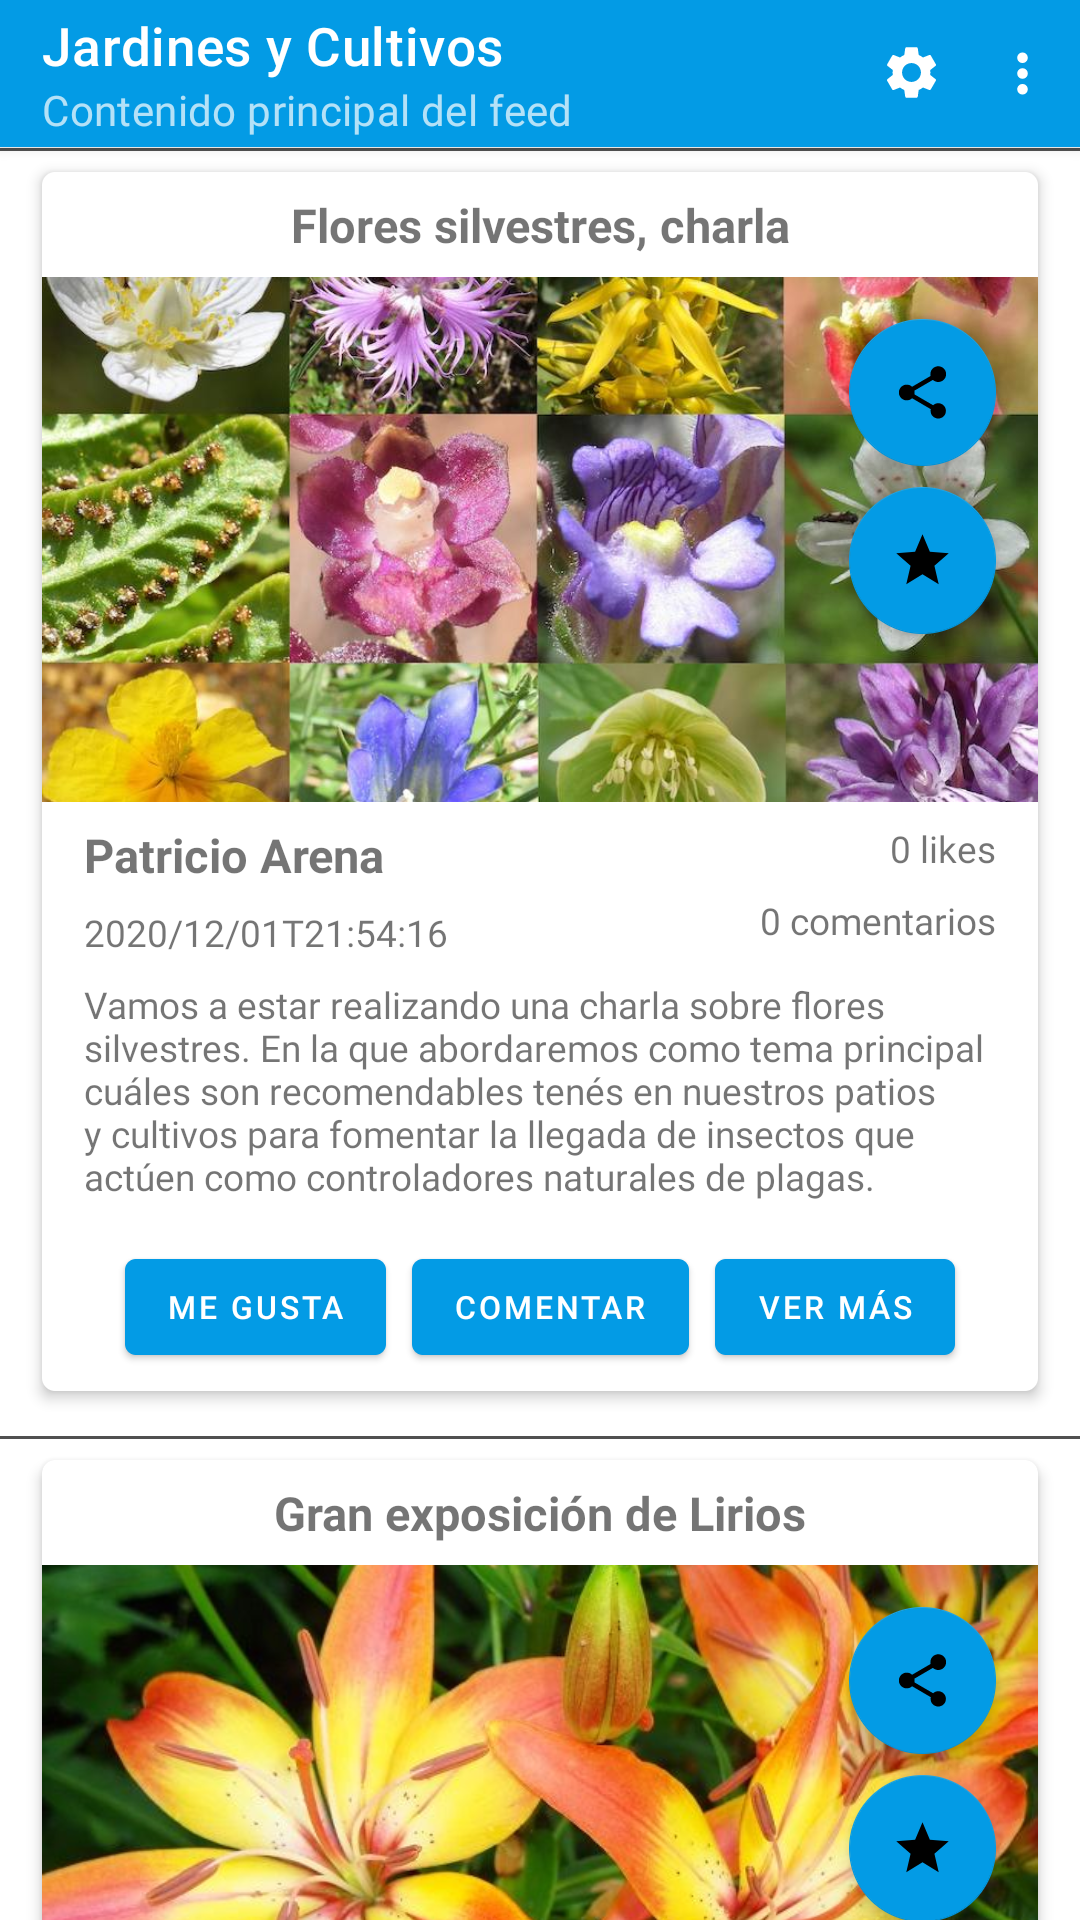 Jardines y Cultivos
Contenido principal del feed
Flores silvestres, charla
Patricio Arena
0 likes
2020/12/01T21:54:16
0 comentarios
Vamos a estar realizando una charla sobre flores
silvestres. En la que abordaremos como tema principal
cuáles son recomendables tenés en nuestros patios
y cultivos para fomentar la llegada de insectos que
actúen como controladores naturales de plagas.
ME GUSTA
COMENTAR
VER MÁS
Gran exposición de Lirios